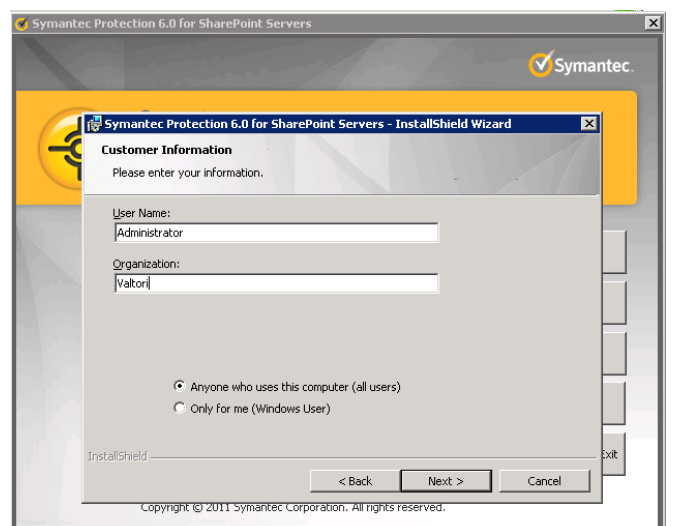 Symantec Protection 6.0 for SharePoint Servers
Symantec.
Symantec Protection 6.0 for SharePoint Servers - InstallShield Wizard
Customer Information
Please enter your information.
User Name:
Administrator
Organization:
Valtori
Anyone who uses this computer (all users)
Only for me (Windows User)
InstallShield
< Back Next > Cancel
Copyright © 2011 Symantec Corporation. All rights reserved.